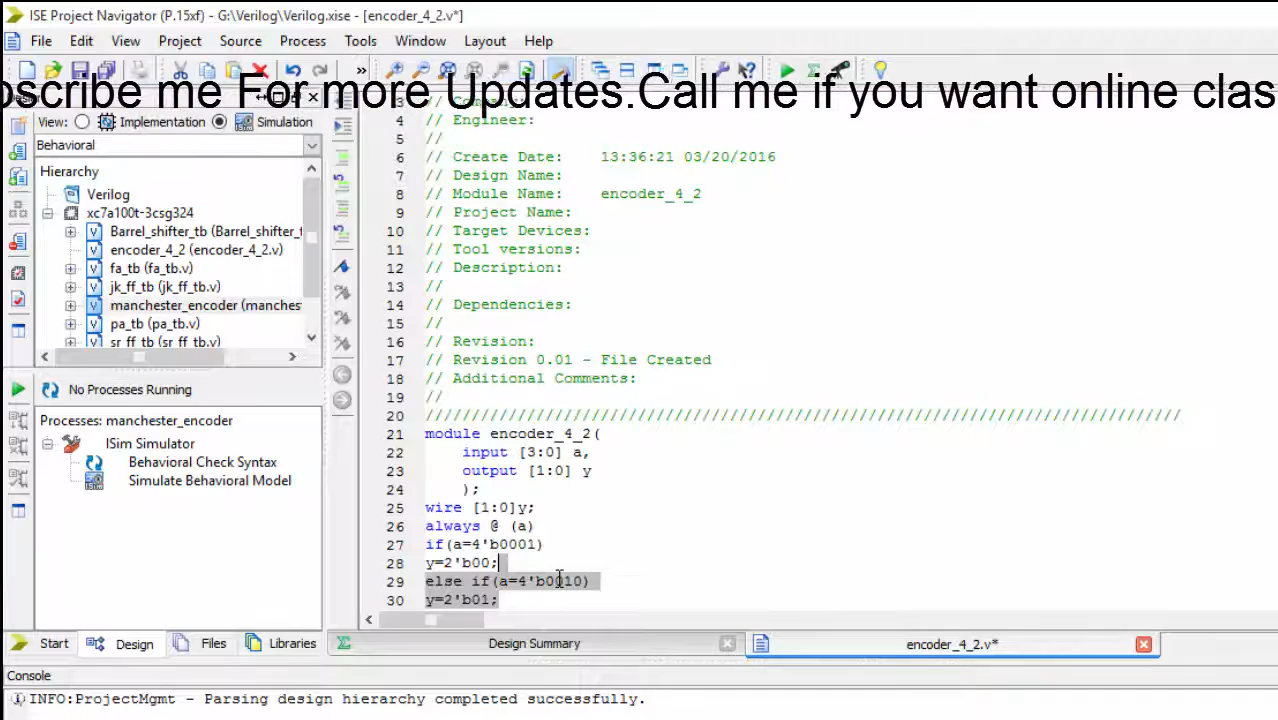 ISE Project Navigator (P.15xf) - G:\Verilog\Verilog.xise - [encoder_4_2.v*]
File Edit View Project Source Process Tools Window Layout Help
oscribe me For more Updates.Call me if you want online clas
View: Implementation Simulation
Behavioral
Hierarchy
Verilog
xc7a100t-3csg324
Barrel_shifter_tb (Barrel_shifter_t
encoder_4_2 (encoder_4_2.v)
fa_tb (fa_tb.v)
jk_ff_tb (jk_ff_tb.v)
manchester_encoder (manches
pa_tb (pa_tb.v)
sr_ff_tb (sr_ff_tb.v)
No Processes Running
Processes: manchester_encoder
ISim Simulator
Behavioral Check Syntax
Simulate Behavioral Model
3 //
4 // Engineer:
5 //
6 // Create Date: 13:36:21 03/20/2016
7 // Design Name:
8 // Module Name: encoder_4_2
9 // Project Name:
10 // Target Devices:
11 // Tool versions:
12 // Description:
13 //
14 // Dependencies:
15 //
16 // Revision:
17 // Revision 0.01 - File Created
18 // Additional Comments:
19 //
20 //////////////////////////////////////////////////////////////////////////////////
21 module encoder_4_2(
22 input [3:0] a,
23 output [1:0] y
24 );
25 wire [1:0]y;
26 always @ (a)
27 if(a=4'b0001)
28 y=2'b00;
29 else if(a=4'b0010)
30 y=2'b01;
Start Design Files Libraries
Design Summary
encoder_4_2.v*
Console
INFO:ProjectMgmt - Parsing design hierarchy completed successfully.